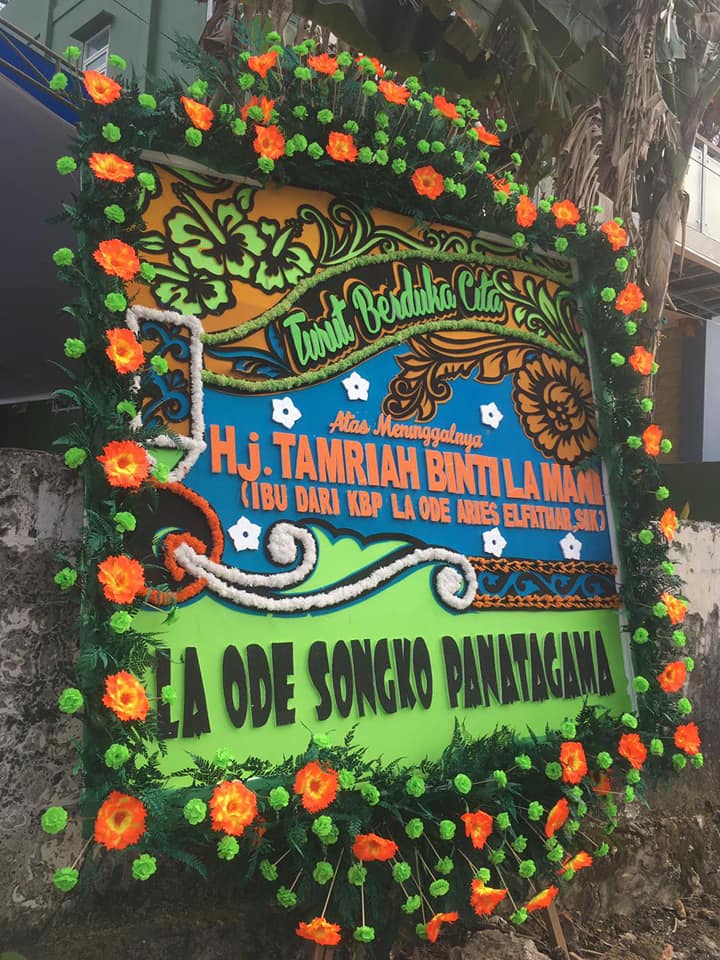 Turut Berduka Cita
Atas Meninggalnya
Hj. TAMRIAH BINTI LA MANI
(IBU DARI KBP LA ODE ARIES ELFATHAR, SIK)
LA ODE SONGKO PANATAGAMA